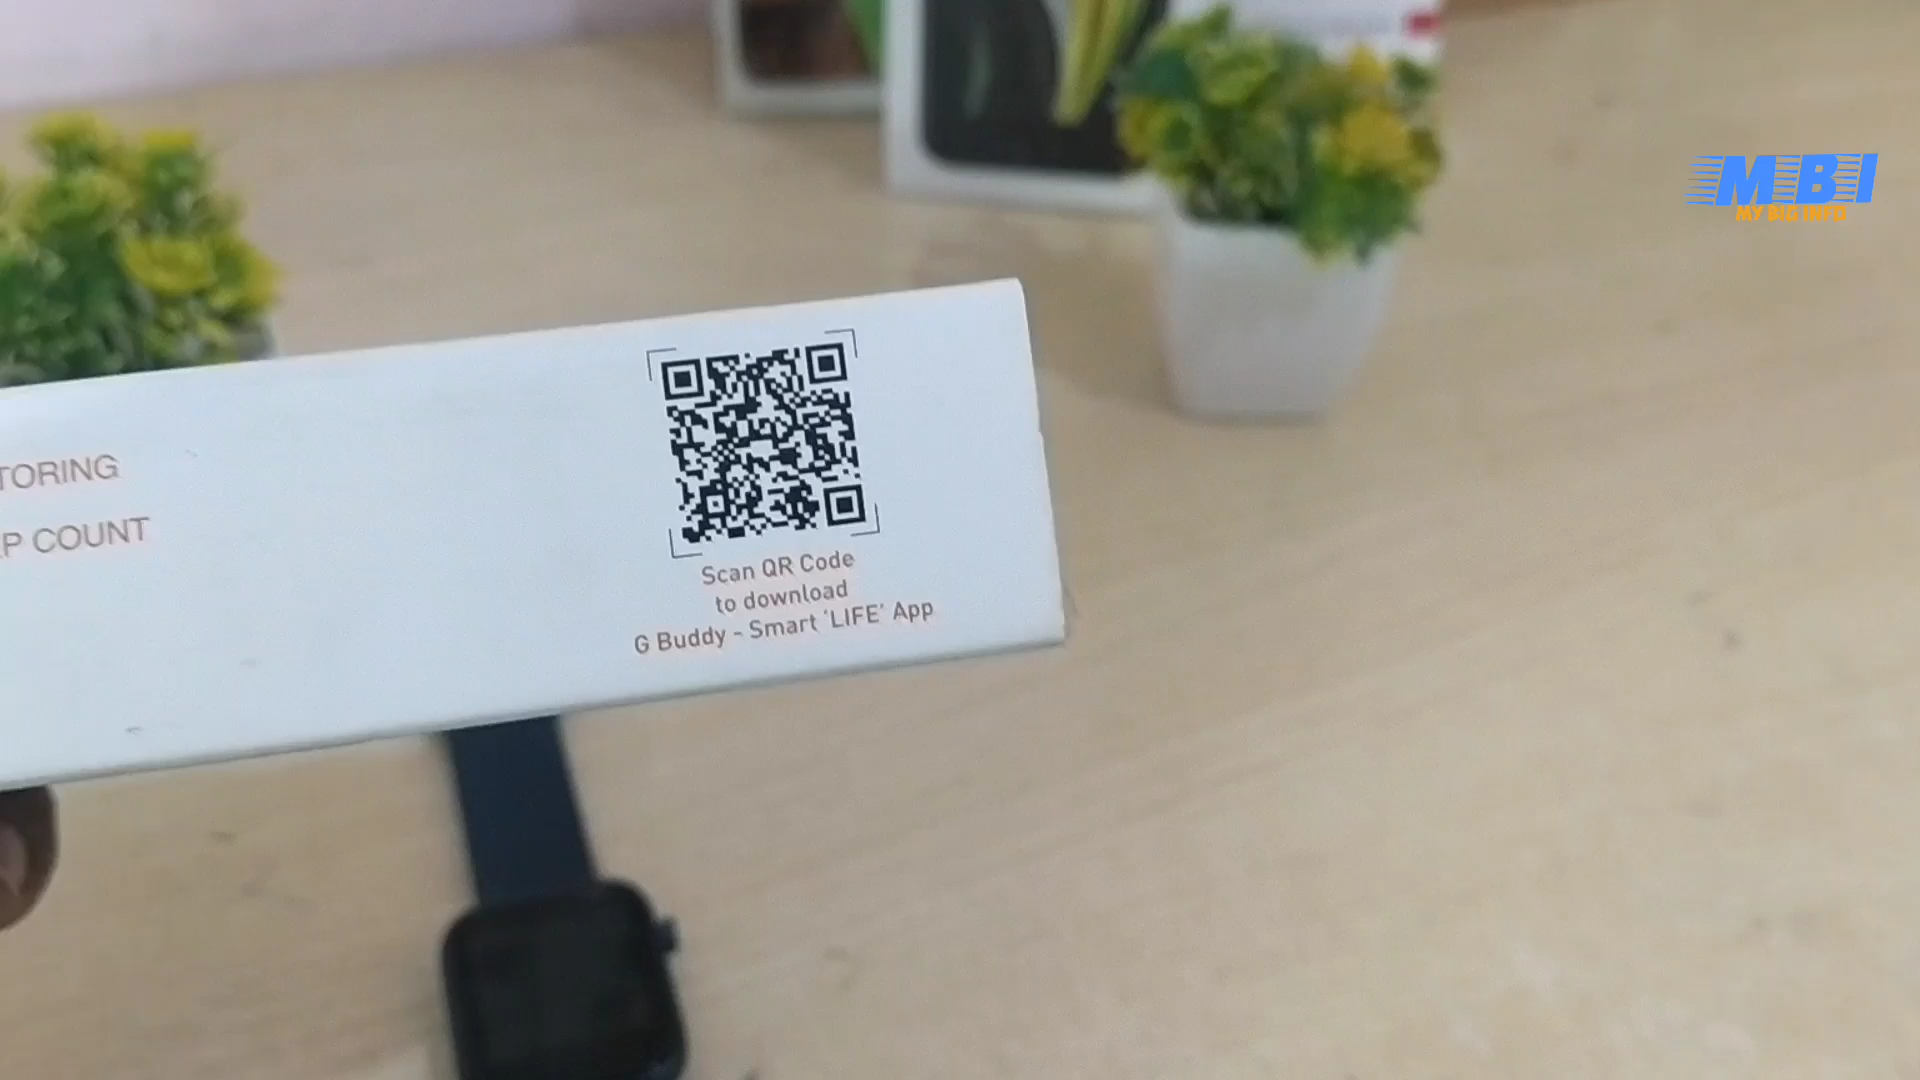 MBI
MY BIG INFO
TORING
P COUNT
Scan QR Code
to download
G Buddy - Smart 'LIFE' App